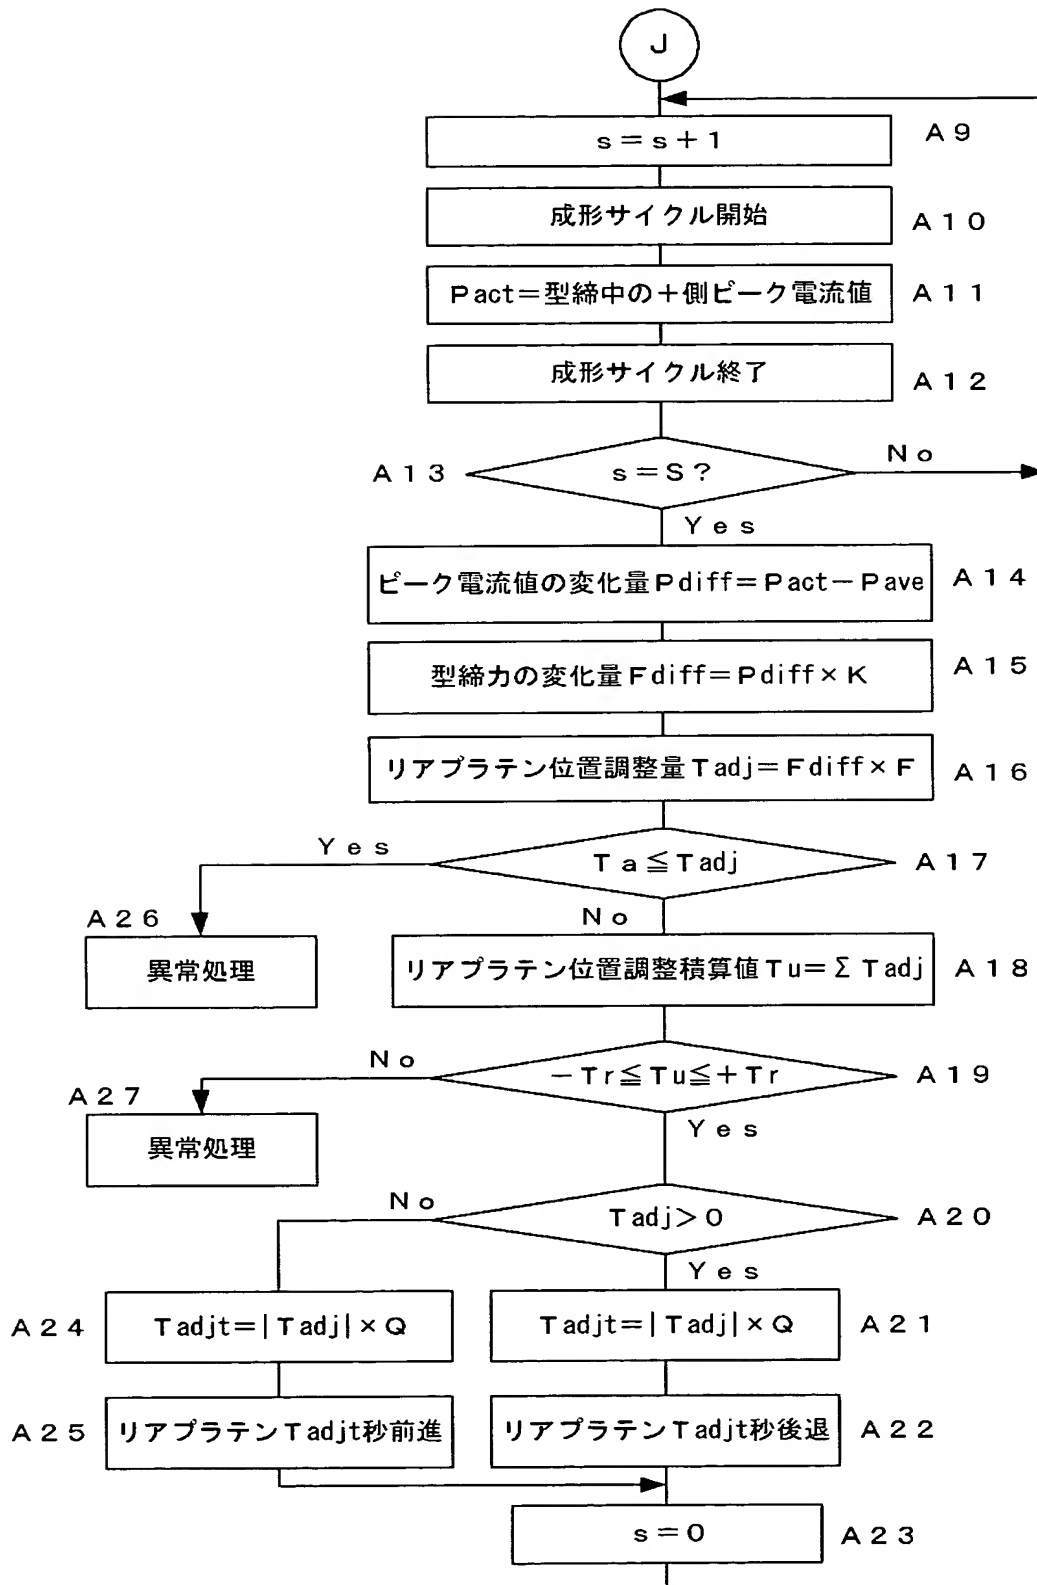 J
s=s+1
A9
成形サイクル開始
A10
Pact=型締中の+側ピーク電流値
A11
成形サイクル終了
A12
A13
s=S?
No
Yes
ピーク電流値の変化量Pdiff=Pact-Pave
A14
型締力の変化量Fdiff=Pdiff×K
A15
リアプラテン位置調整量Tadj=Fdiff×F
A16
Yes
Ta≦Tadj
A17
No
A26
異常処理
リアプラテン位置調整積算値Tu=ΣTadj
A18
No
-Tr≦Tu≦+Tr
A19
A27
異常処理
Yes
No
Tadj>0
A20
Yes
A24
Tadjt=|Tadj|×Q
Tadjt=|Tadj|×Q
A21
A25
リアプラテンTadjt秒前進
リアプラテンTadjt秒後退
A22
s=0
A23